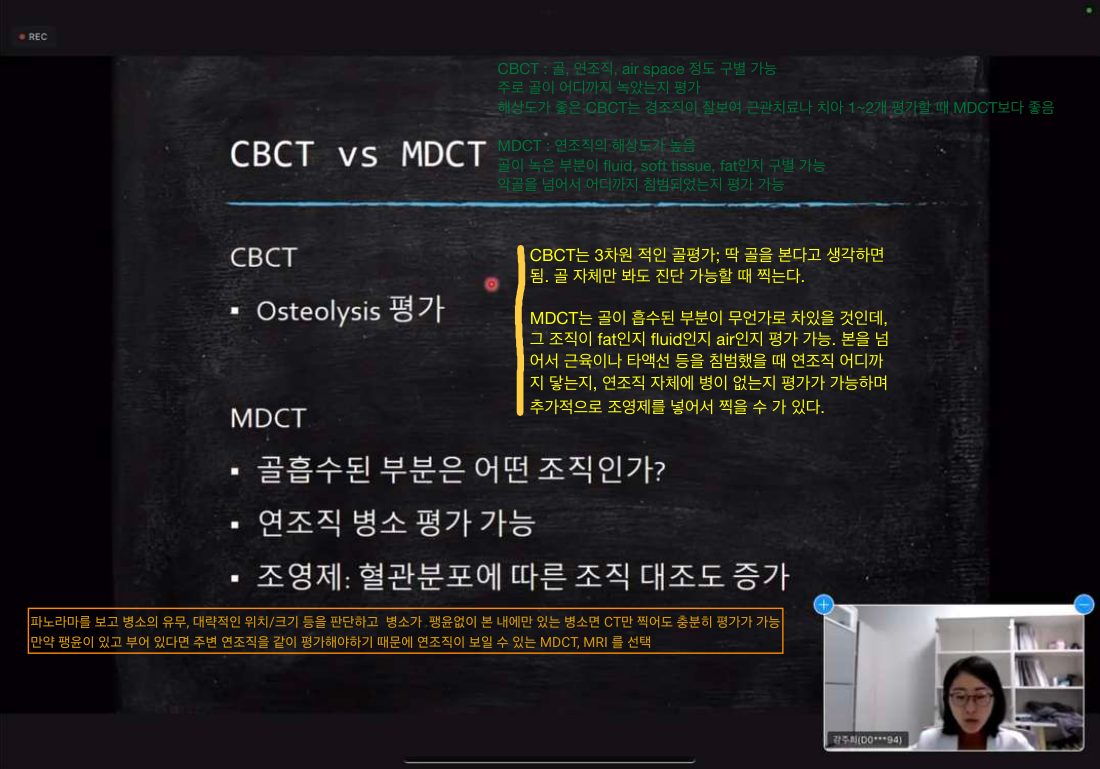 REC
CBCT : 골, 연조직, air space 정도 구별 가능
주로 골이 어디까지 녹았는지 평가
해상도가 좋은 CBCT는 경조직이 잘보여 근관치료나 치아 1~2개 평가할 때 MDCT보다 좋음
MDCT : 연조직의 해상도가 높음
골이 녹은 부분이 fluid, soft tissue, fat인지 구별 가능
악골을 넘어서 어디까지 침범되었는지 평가 가능
CBCT vs MDCT
CBCT
▪ Osteolysis 평가
CBCT는 3차원 적인 골평가; 딱 골을 본다고 생각하면
됨. 골 자체만 봐도 진단 가능할 때 찍는다.
MDCT는 골이 흡수된 부분이 무언가로 차있을 것인데,
그 조직이 fat인지 fluid인지 air인지 평가 가능. 본을 넘
어서 근육이나 타액선 등을 침범했을 때 연조직 어디까
지 닿는지, 연조직 자체에 병이 없는지 평가가 가능하며
추가적으로 조영제를 넣어서 찍을 수 가 있다.
MDCT
▪ 골흡수된 부분은 어떤 조직인가?
▪ 연조직 병소 평가 가능
▪ 조영제: 혈관분포에 따른 조직 대조도 증가
파노라마를 보고 병소의 유무, 대략적인 위치/크기 등을 판단하고 병소가 팽윤없이 본 내에만 있는 병소면 CT만 찍어도 충분히 평가가 가능
만약 팽윤이 있고 부어 있다면 주변 연조직을 같이 평가해야하기 때문에 연조직이 보일 수 있는 MDCT, MRI 를 선택
강주희(D0***94)